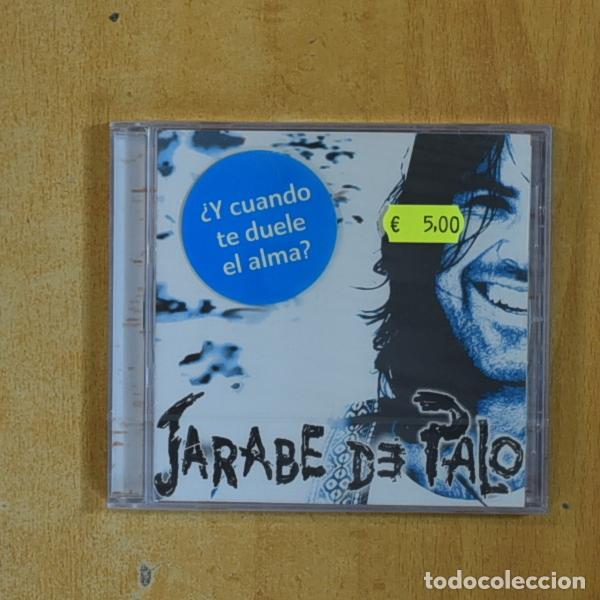 ¿Y cuando
te duele
el alma?
€ 5,00
JARABE DE PALO
todocoleccion